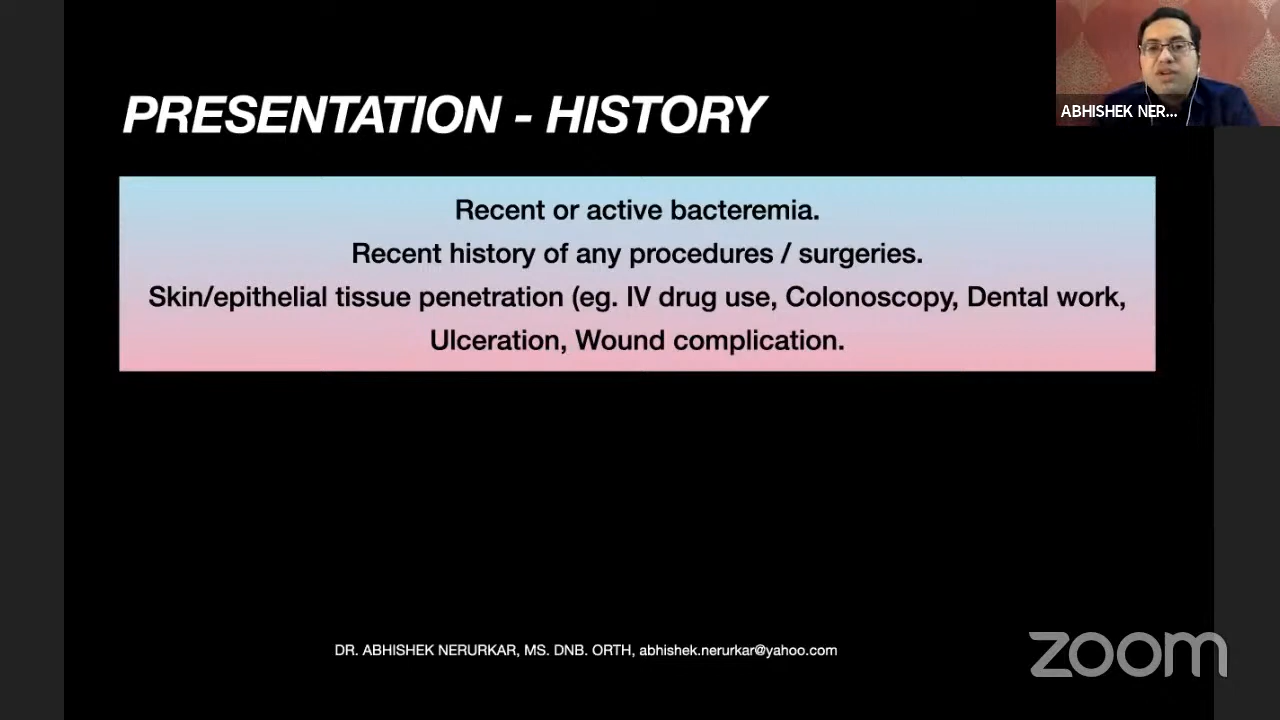 PRESENTATION - HISTORY
ABHISHEK NER...
Recent or active bacteremia.
Recent history of any procedures / surgeries.
Skin/epithelial tissue penetration (eg. IV drug use, Colonoscopy, Dental work,
Ulceration, Wound complication.
DR. ABHISHEK NERURKAR, MS. DNB. ORTH, abhishek.nerurkar@yahoo.com
zoom